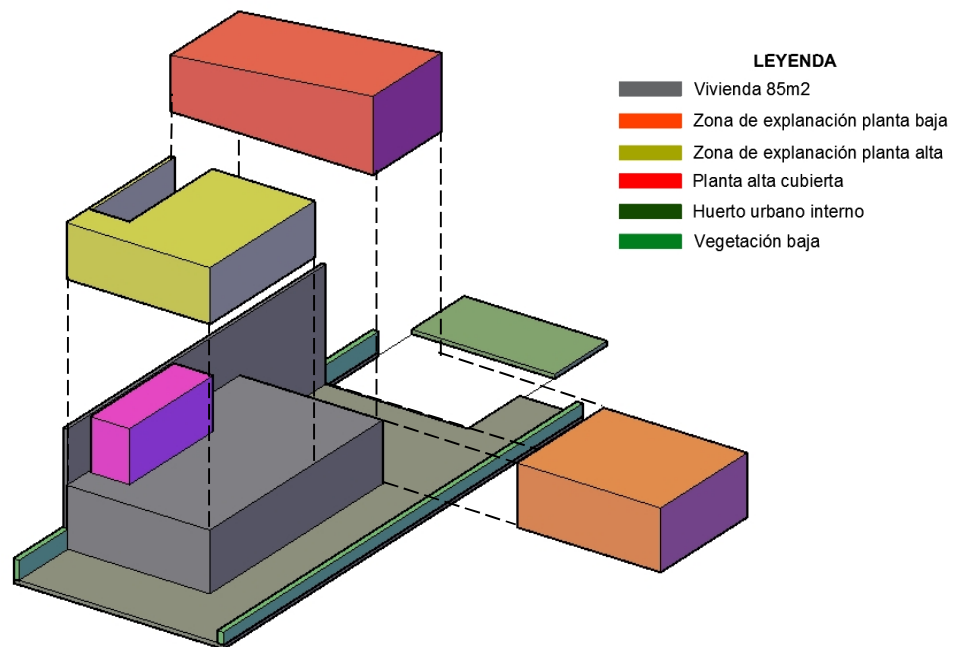 LEYENDA
Vivienda 85m2
Zona de explanación planta baja
Zona de explanación planta alta
Planta alta cubierta
Huerto urbano interno
Vegetación baja